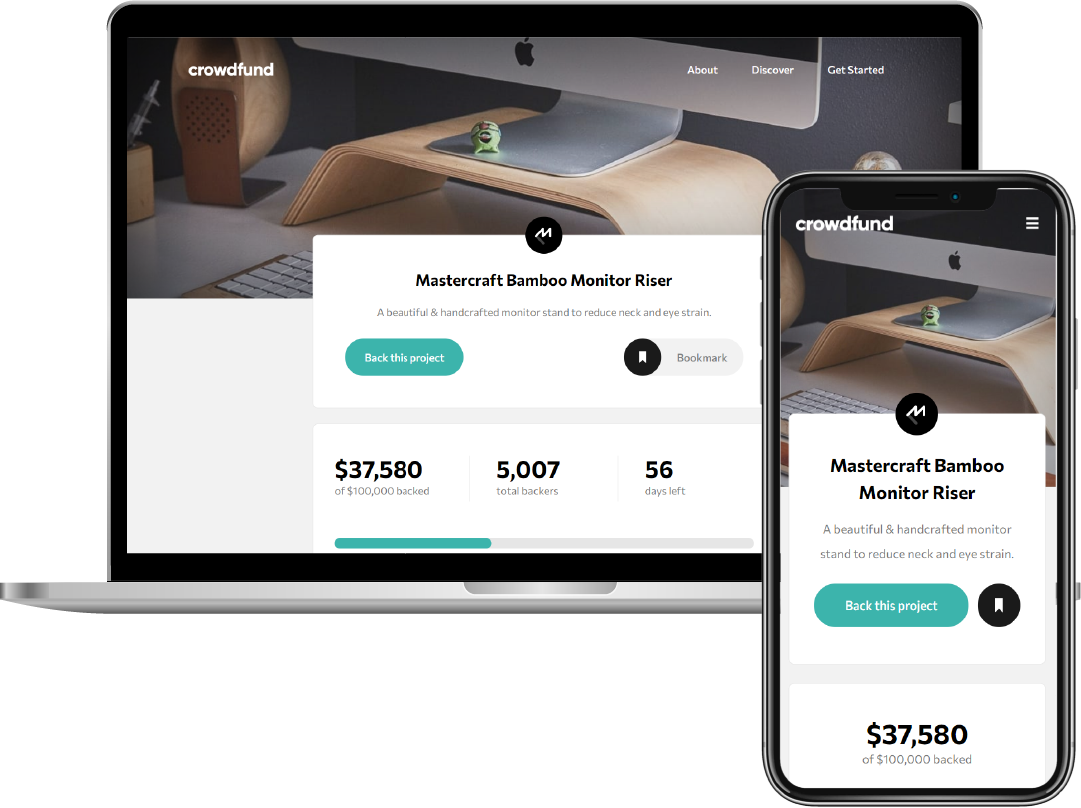 crowdfund
About
Discover
Get Started
Mastercraft Bamboo Monitor Riser
A beautiful & handcrafted monitor stand to reduce neck and eye strain.
Back this project
Bookmark
$37,580
of $100,000 backed
5,007
total backers
56
days left
crowdfund
Mastercraft Bamboo
Monitor Riser
A beautiful & handcrafted monitor
stand to reduce neck and eye strain.
Back this project
$37,580
of $100,000 backed